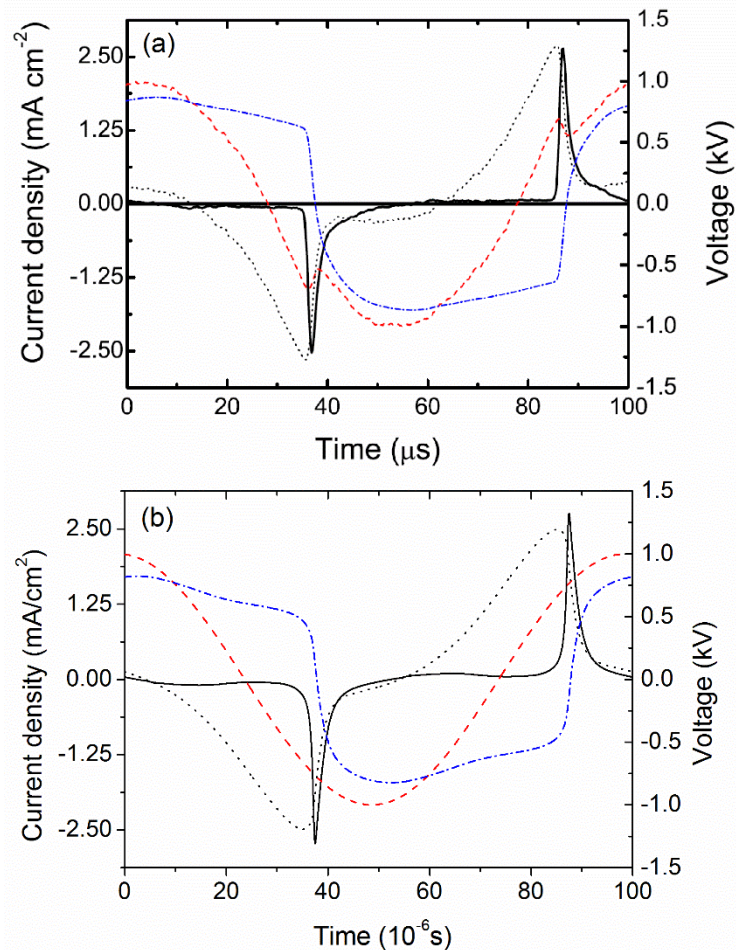 (a)
Current density (mA cm⁻²)
2.50
1.25
0.00
-1.25
-2.50
1.5
1.0
0.5
0.0
-0.5
-1.0
-1.5
Voltage (kV)
0 20 40 60 80 100
Time (μs)
(b)
Current density (mA/cm²)
2.50
1.25
0.00
-1.25
-2.50
1.5
1.0
0.5
0.0
-0.5
-1.0
-1.5
Voltage (kV)
0 20 40 60 80 100
Time (10⁻⁶s)